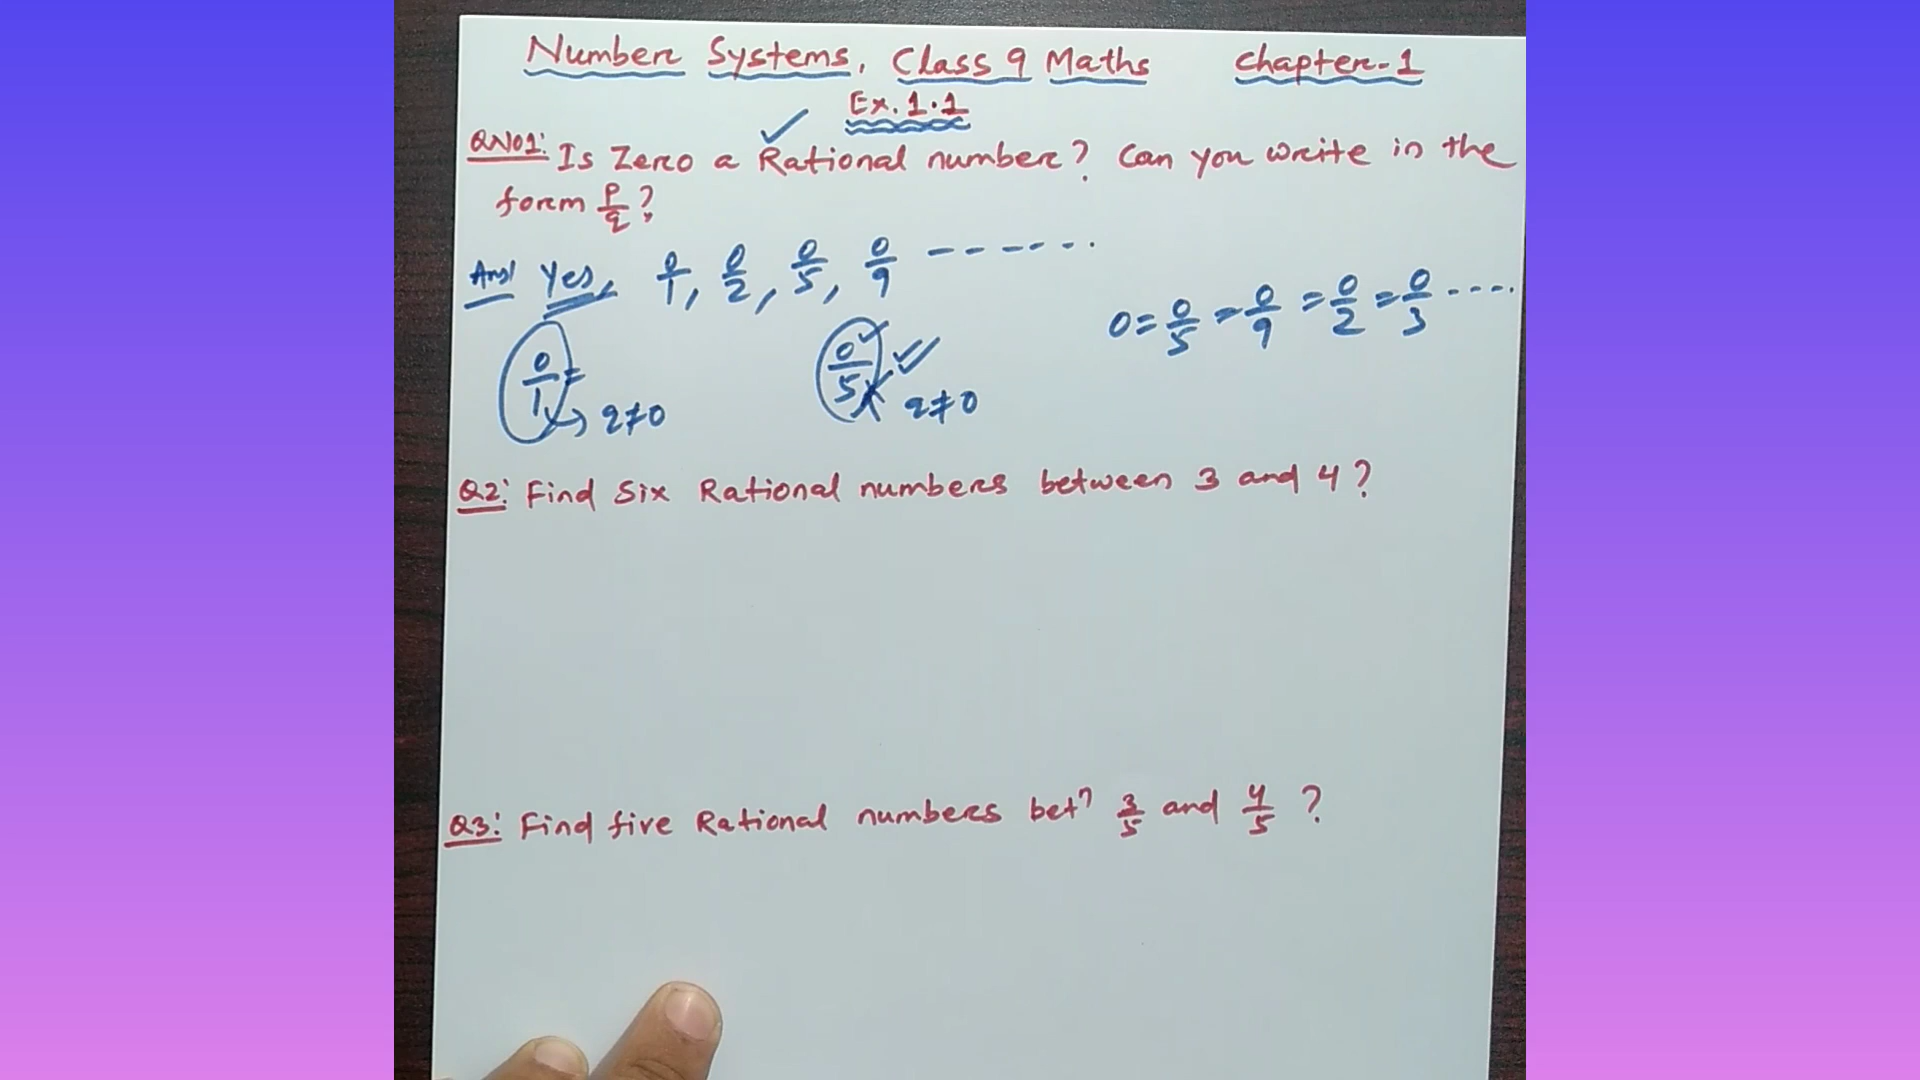 Number Systems, Class 9 Maths Chapter-1
Ex. 1.1
QNo1: Is Zero a Rational number? Can you write in the
form p/q?
Ans) Yes, 0/1, 0/2, 0/5, 0/9 ------.
0=0/5=0/9=0/2=0/3....
0/1= q≠0 0/5 q≠0
Q2: Find Six Rational numbers between 3 and 4?
Q3: Find five Rational numbers betⁿ 3/5 and 4/5 ?